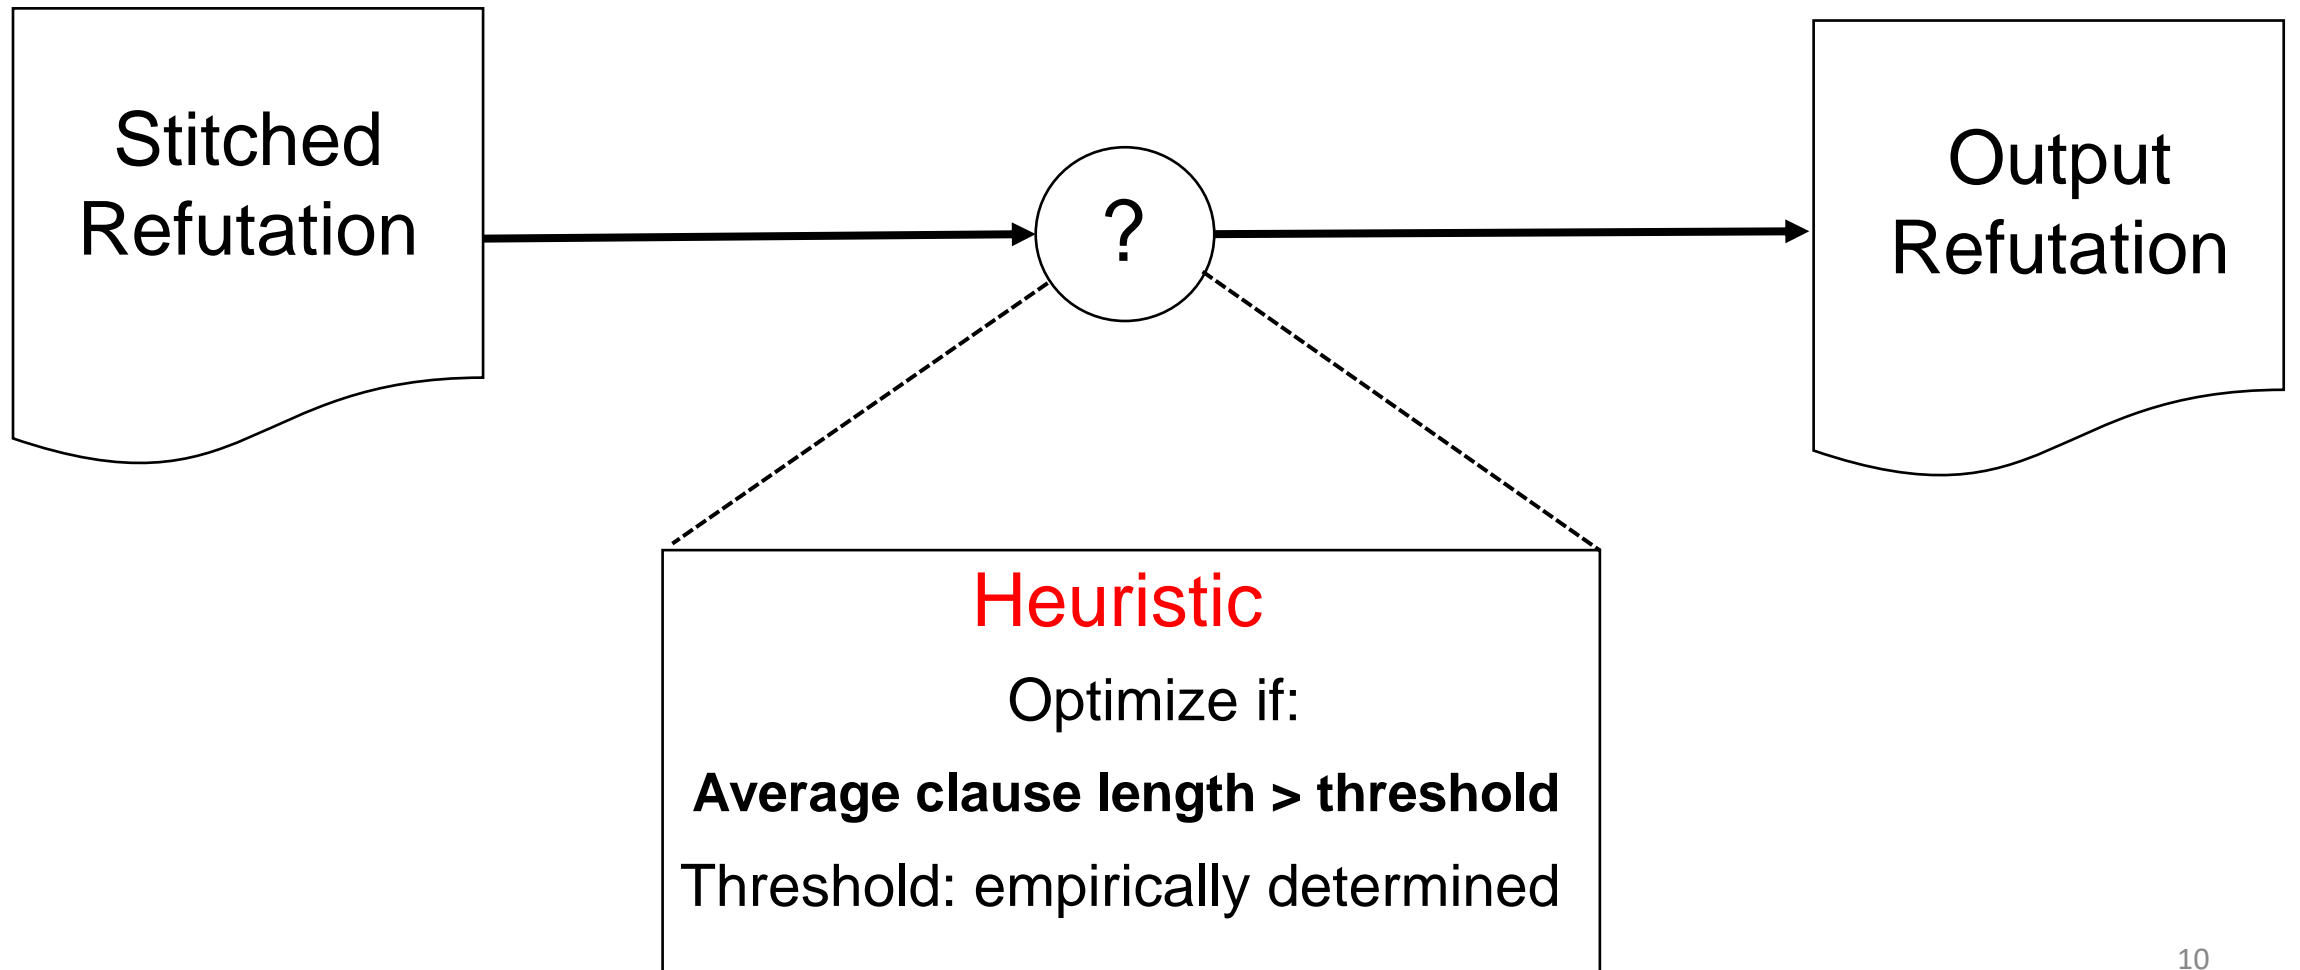 Stitched
Refutation
?
Output
Refutation
Heuristic
Optimize if:
Average clause length > threshold
Threshold: empirically determined
10